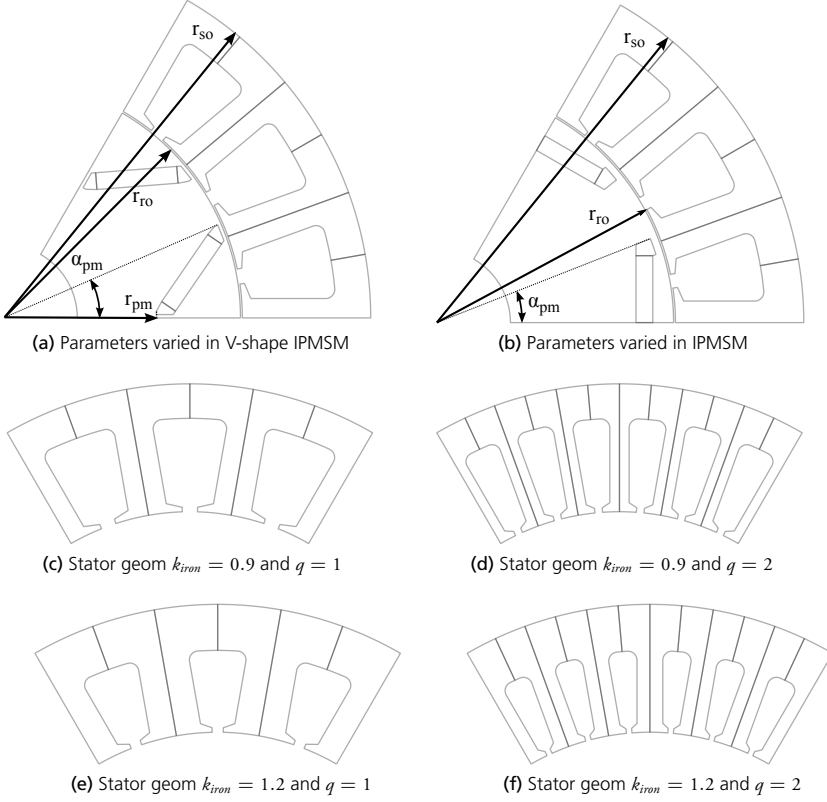 r_so
r_ro
α_pm
r_pm
(a) Parameters varied in V-shape IPMSM
r_so
r_ro
α_pm
(b) Parameters varied in IPMSM
(c) Stator geom k_iron = 0.9 and q = 1
(d) Stator geom k_iron = 0.9 and q = 2
(e) Stator geom k_iron = 1.2 and q = 1
(f) Stator geom k_iron = 1.2 and q = 2